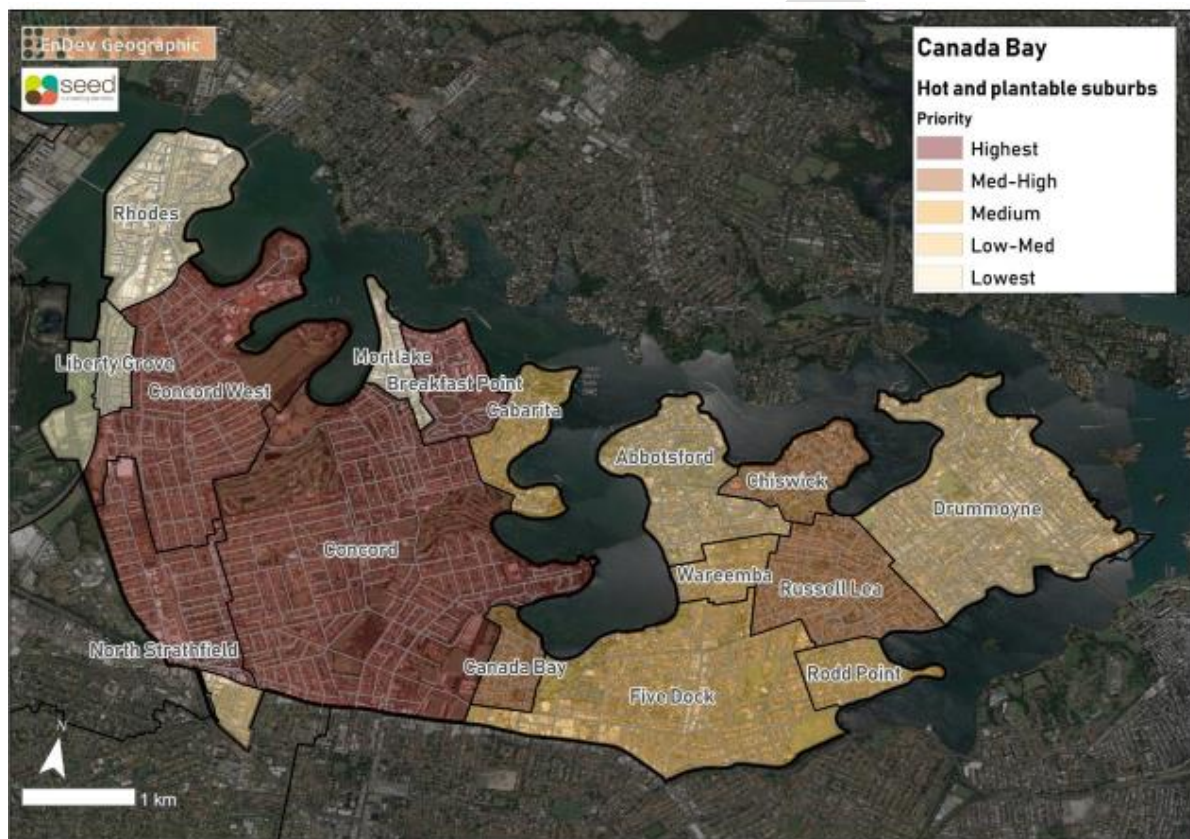 EnDev Geographic
seed
Canada Bay
Hot and plantable suburbs
Priority
Highest
Med-High
Medium
Low-Med
Lowest
Rhodes
Liberty Grove
Concord West
Mortlake
Breakfast Point
Cabarita
Abbotsford
Chiswick
Drummoyne
Concord
Wareemba
Russell Lea
North Strathfield
Canada Bay
Five Dock
Rodd Point
N
1 km